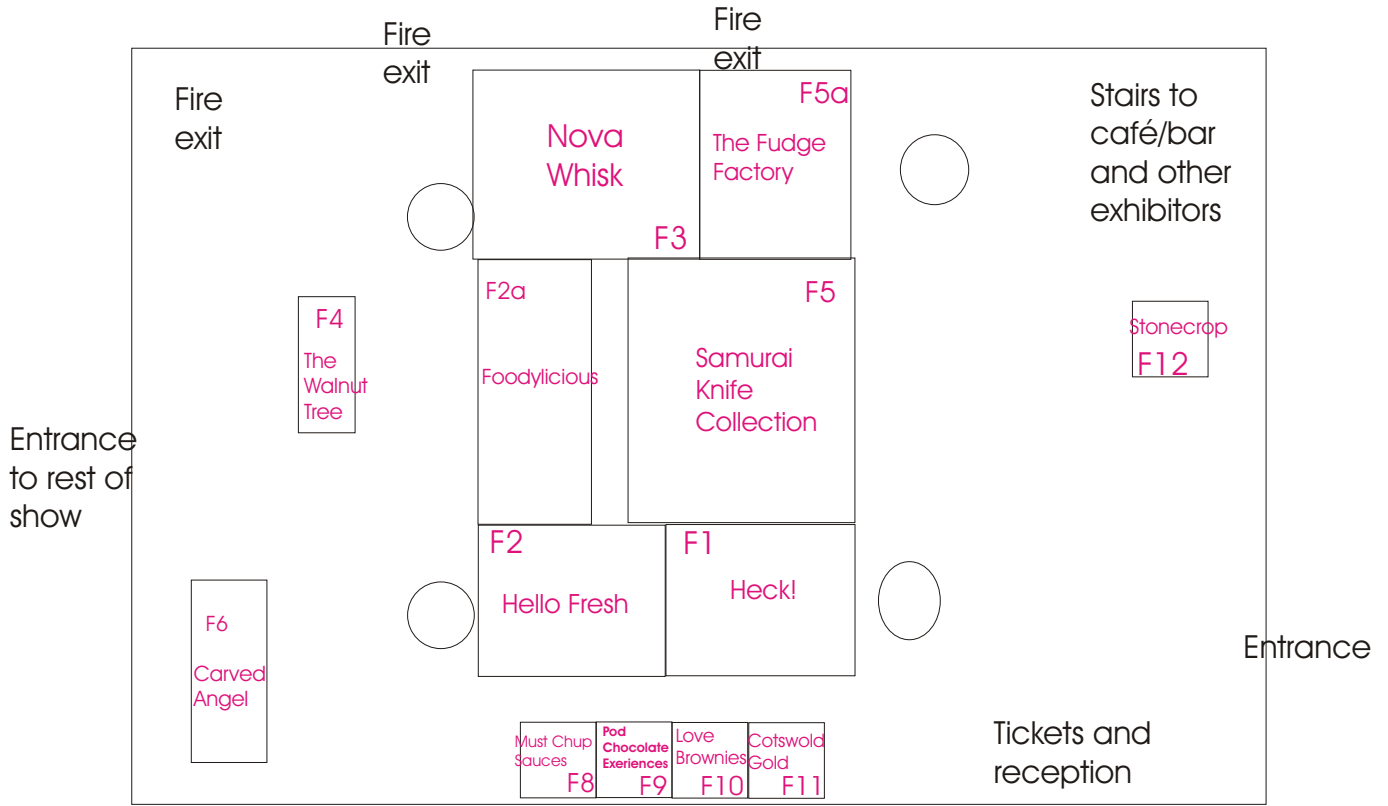 Fire
exit
Fire
exit
Fire
exit
Nova
Whisk
F3
F5a
The Fudge
Factory
Stairs to
café/bar
and other
exhibitors
F4
The
Walnut
Tree
F2a
Foodylicious
F5
Samurai
Knife
Collection
Stonecrop
F12
Entrance
to rest of
show
F2
Hello Fresh
F1
Heck!
F6
Carved
Angel
Entrance
Must Chup
Sauces
F8
Pod
Chocolate
Exeriences
F9
Love
Brownies
F10
Cotswold
Gold
F11
Tickets and
reception